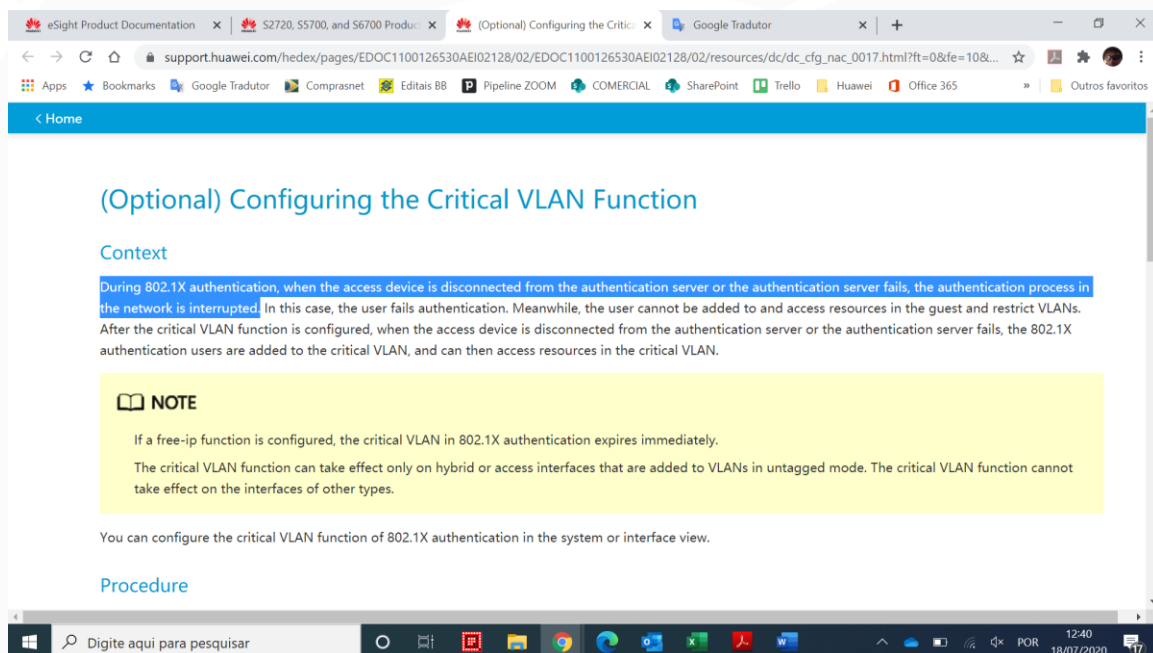 eSight Product Documentation
S2720, S5700, and S6700 Produc
(Optional) Configuring the Critica
Google Tradutor
support.huawei.com/hedex/pages/EDOC1100126530AEI02128/02/EDOC1100126530AEI02128/02/resources/dc/dc_cfg_nac_0017.html?ft=0&fe=10&...
Apps Bookmarks Google Tradutor Comprasnet Editais BB Pipeline ZOOM COMERCIAL SharePoint Trello Huawei Office 365 » Outros favoritos
< Home
(Optional) Configuring the Critical VLAN Function
Context
During 802.1X authentication, when the access device is disconnected from the authentication server or the authentication server fails, the authentication process in
the network is interrupted. In this case, the user fails authentication. Meanwhile, the user cannot be added to and access resources in the guest and restrict VLANs.
After the critical VLAN function is configured, when the access device is disconnected from the authentication server or the authentication server fails, the 802.1X
authentication users are added to the critical VLAN, and can then access resources in the critical VLAN.
NOTE
If a free-ip function is configured, the critical VLAN in 802.1X authentication expires immediately.
The critical VLAN function can take effect only on hybrid or access interfaces that are added to VLANs in untagged mode. The critical VLAN function cannot
take effect on the interfaces of other types.
You can configure the critical VLAN function of 802.1X authentication in the system or interface view.
Procedure
Digite aqui para pesquisar
POR
12:40
18/07/2020
17